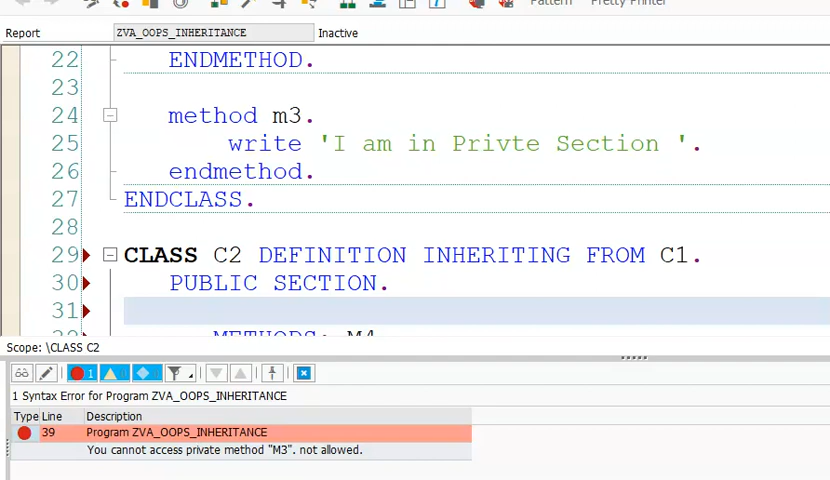 Pattern Pretty Printer
Report ZVA_OOPS_INHERITANCE Inactive
22 ENDMETHOD.
23
24 method m3.
25 write 'I am in Privte Section '.
26 endmethod.
27 ENDCLASS.
28
29 CLASS C2 DEFINITION INHERITING FROM C1.
30 PUBLIC SECTION.
31
METHODS: M4
Scope: \CLASS C2
1
1 Syntax Error for Program ZVA_OOPS_INHERITANCE
Type Line Description
39 Program ZVA_OOPS_INHERITANCE
You cannot access private method "M3". not allowed.